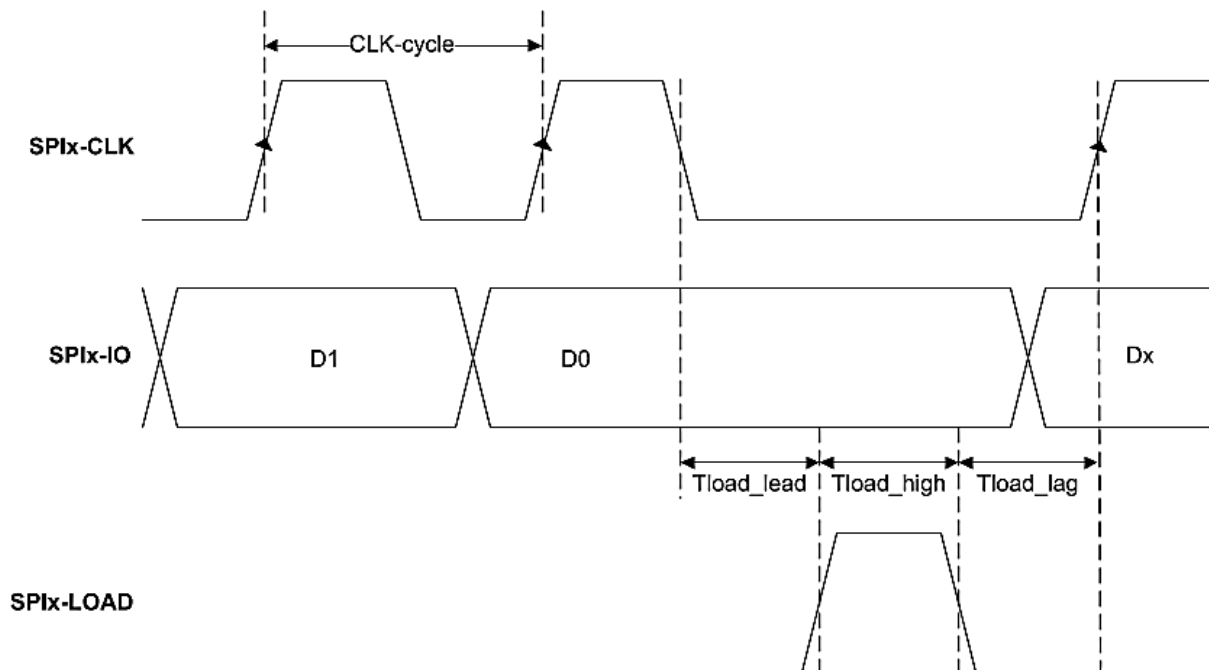 CLK-cycle
SPIx-CLK
SPIx-IO
D1
D0
Dx
Tload_lead
Tload_high
Tload_lag
SPIx-LOAD